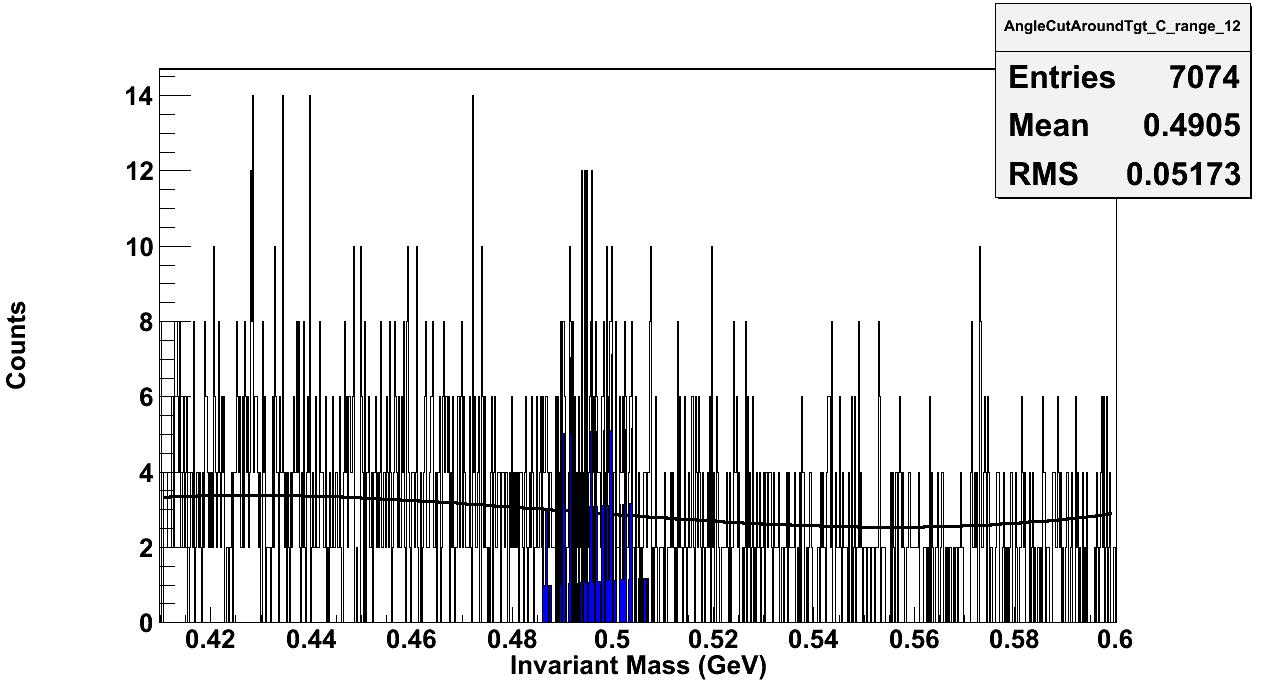 AngleCutAroundTgt_C_range_12
Entries 7074
Mean 0.4905
RMS 0.05173
Counts
14
12
10
8
6
4
2
0
0.42 0.44 0.46 0.48 0.5 0.52 0.54 0.56 0.58 0.6
Invariant Mass (GeV)